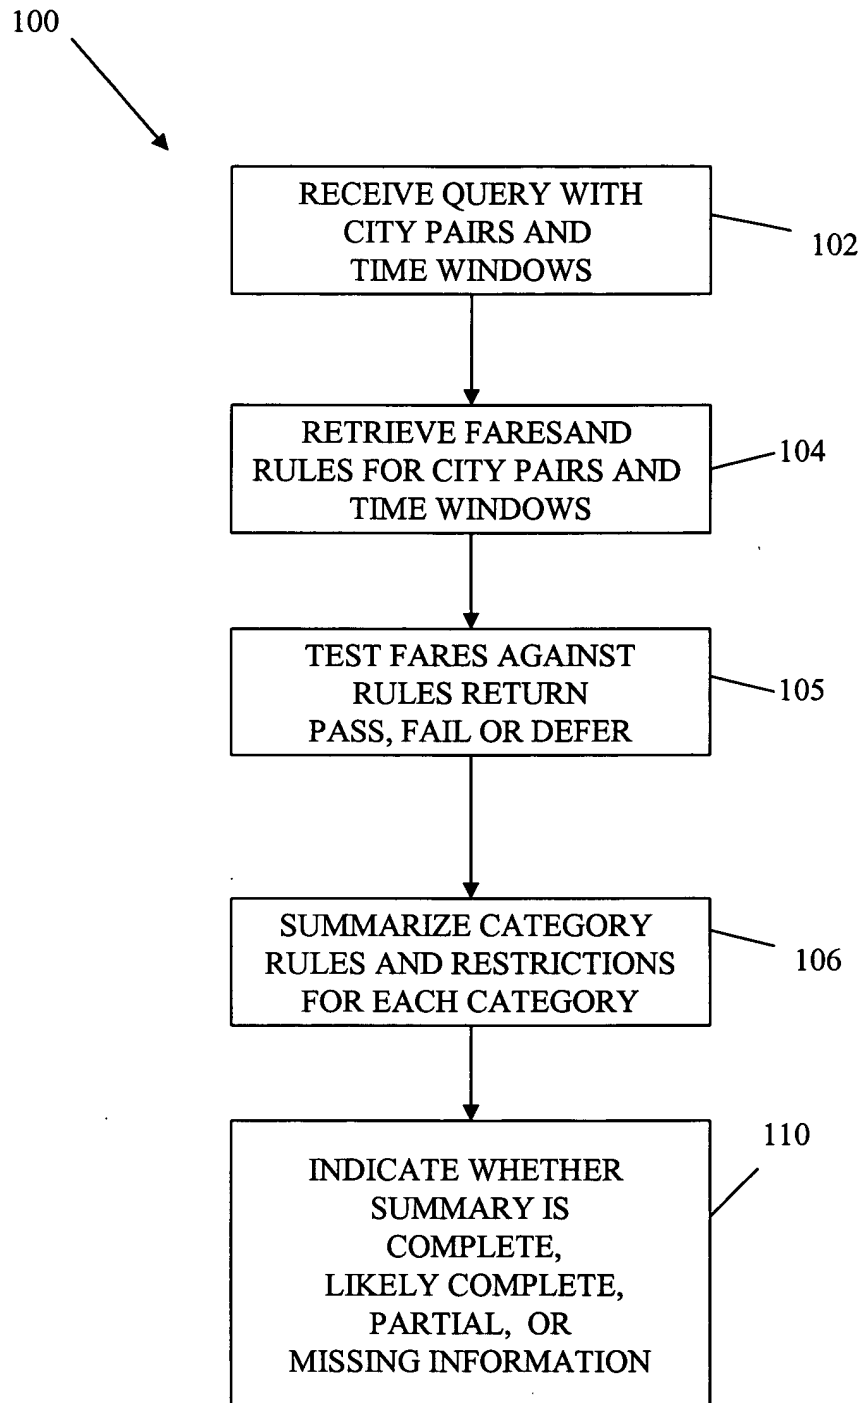 100
RECEIVE QUERY WITH
CITY PAIRS AND
TIME WINDOWS
102
RETRIEVE FARESAND
RULES FOR CITY PAIRS AND
TIME WINDOWS
104
TEST FARES AGAINST
RULES RETURN
PASS, FAIL OR DEFER
105
SUMMARIZE CATEGORY
RULES AND RESTRICTIONS
FOR EACH CATEGORY
106
INDICATE WHETHER
SUMMARY IS
COMPLETE,
LIKELY COMPLETE,
PARTIAL, OR
MISSING INFORMATION
110